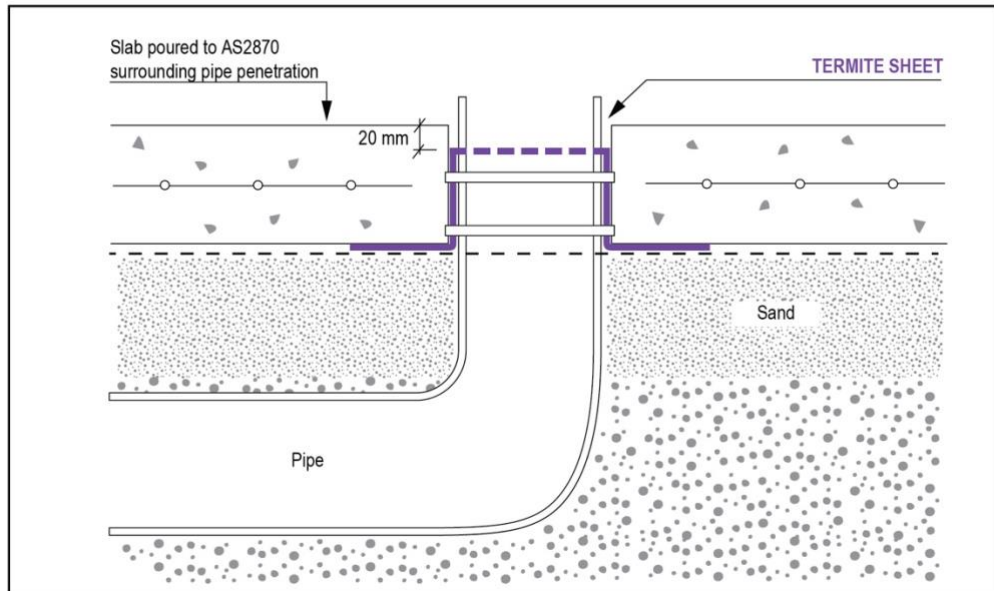 Slab poured to AS2870
surrounding pipe penetration
TERMITE SHEET
20 mm
Sand
Pipe